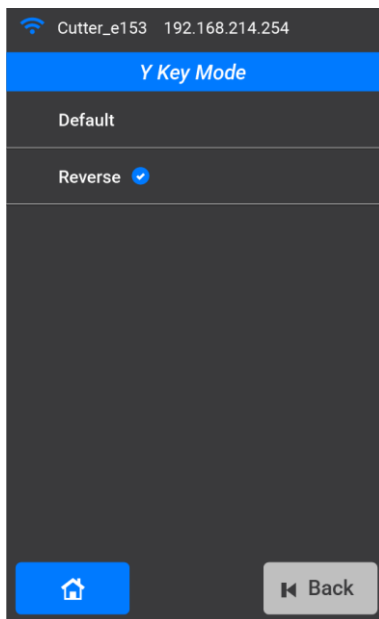 Cutter_e153 192.168.214.254
Y Key Mode
Default
Reverse
Back